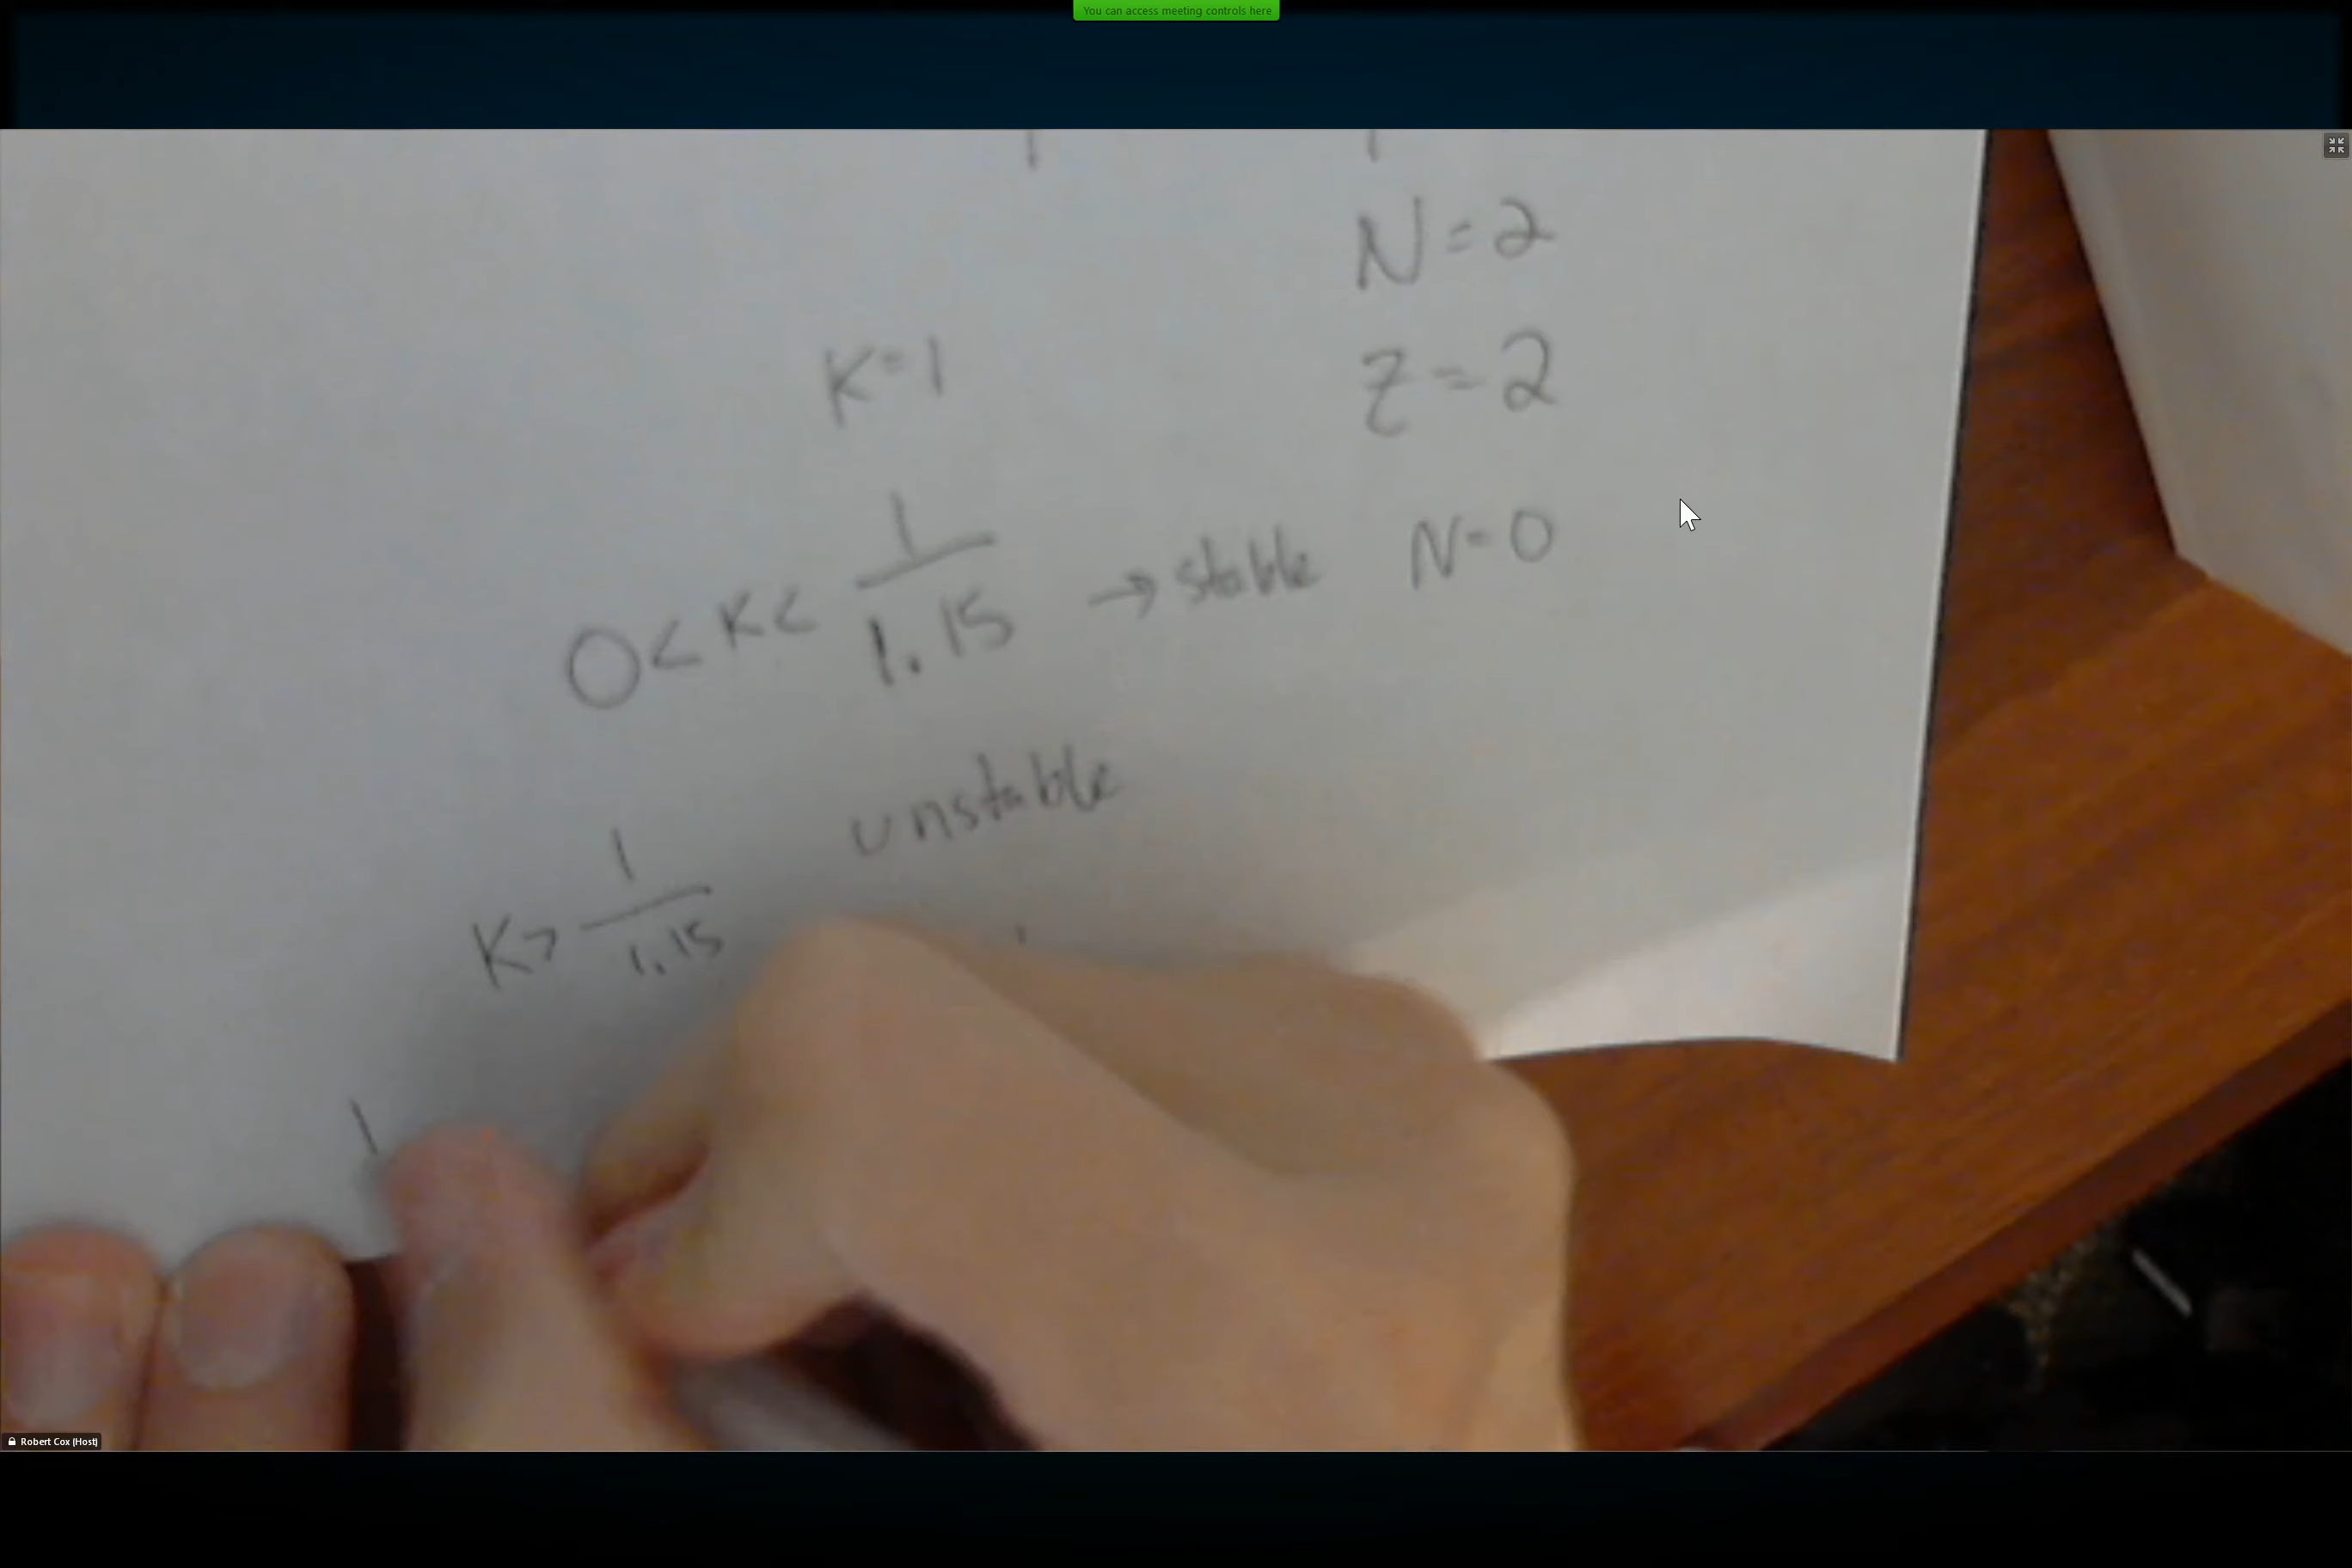 You can access meeting controls here
N=2
K=1
Z=2
0<K< 1/1.15 → stable N=0
unstable
K> 1/1.15
Robert Cox (Host)